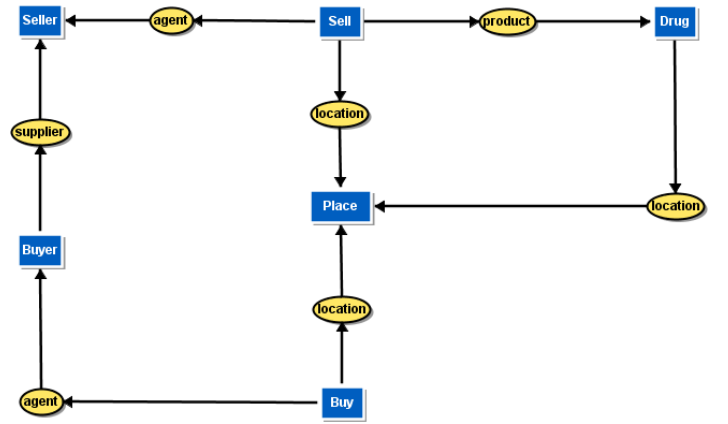 Seller
agent
Sell
product
Drug
location
supplier
Place
location
Buyer
location
agent
Buy